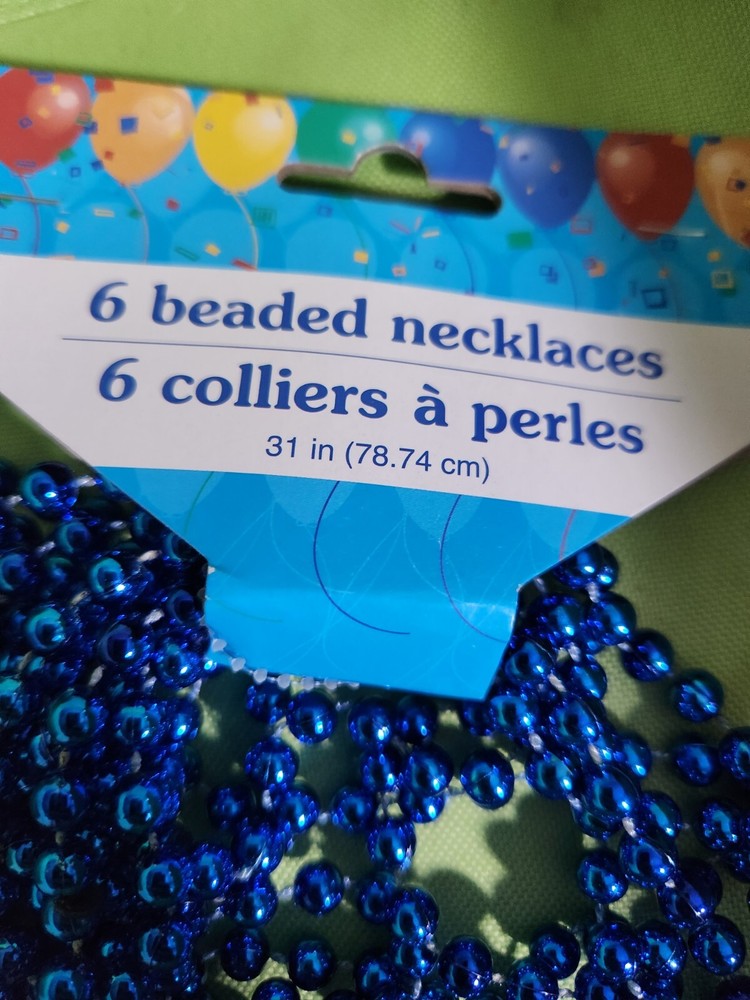 6 beaded necklaces
6 colliers à perles
31 in (78.74 cm)